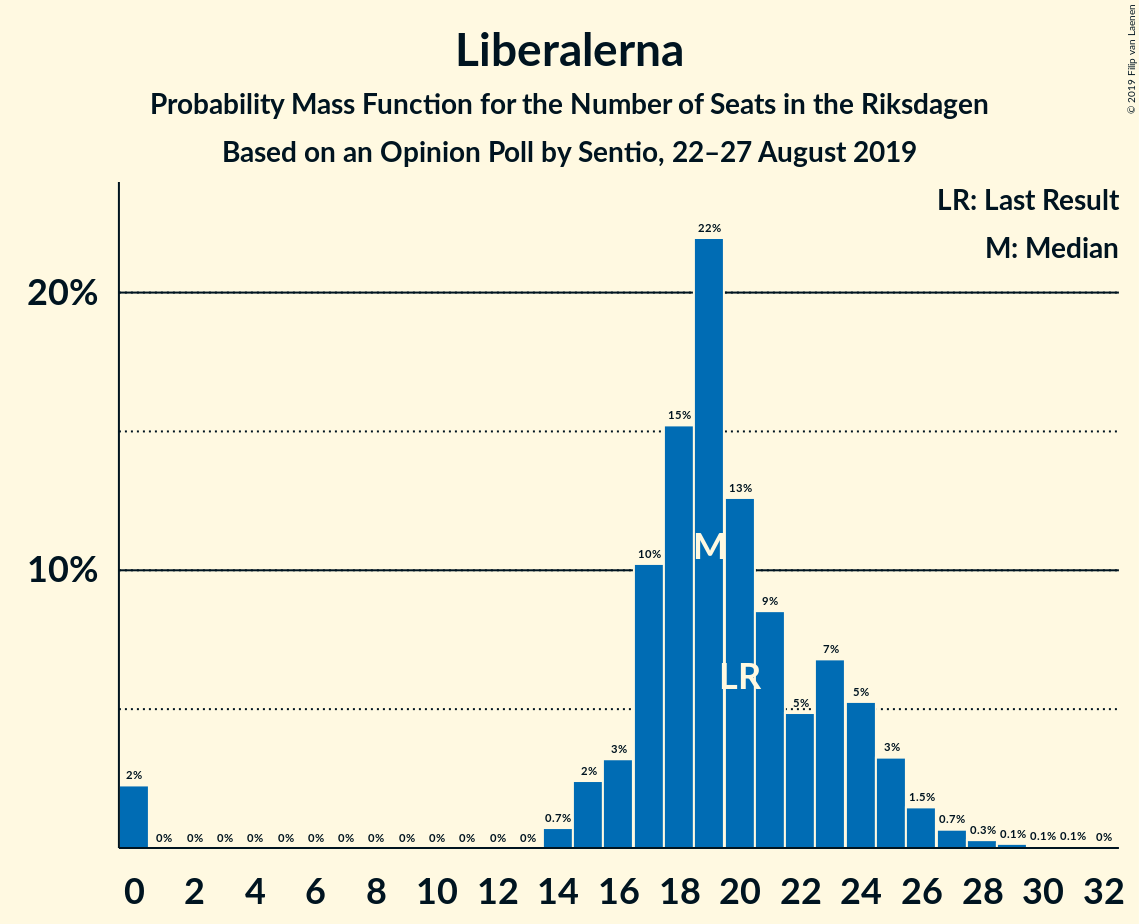 Liberalerna
Probability Mass Function for the Number of Seats in the Riksdagen
Based on an Opinion Poll by Sentio, 22–27 August 2019
© 2019 Filip van Laenen
LR: Last Result
M: Median
20%
10%
2% 0% 0% 0% 0% 0% 0% 0% 0% 0% 0% 0% 0% 0% 0.7% 2% 3% 10% 15% 22% 13% 9% 5% 7% 5% 3% 1.5% 0.7% 0.3% 0.1% 0.1% 0.1% 0%
M
LR
0 2 4 6 8 10 12 14 16 18 20 22 24 26 28 30 32